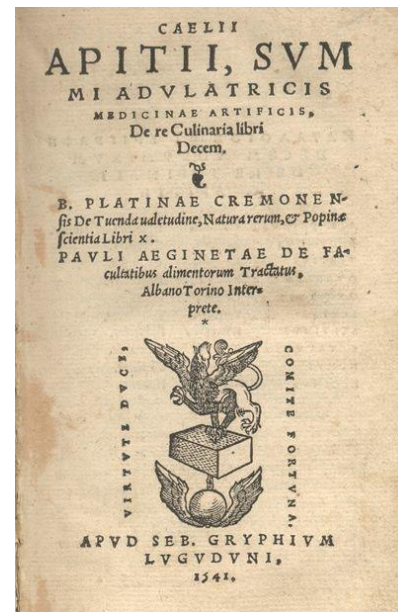 CAELII
APITII, SVM
MI ADVLATRICIS
MEDICINAE ARTIFICIS,
De re Culinaria libri
Decem.
B. PLATINAE CREMONEN-
sis De Tuenda ualetudine, Natura rerum, & Popinæ
scientia Libri x.
PAVLI AEGINETAE DE FA-
cultatibus alimentorum Tractatus,
Albano Torino Inter-
prete.
*
VIRTVTE DVCE,
COMITE FORTVNA.
APVD SEB. GRYPHIVM
LVGVDVNI,
1541.